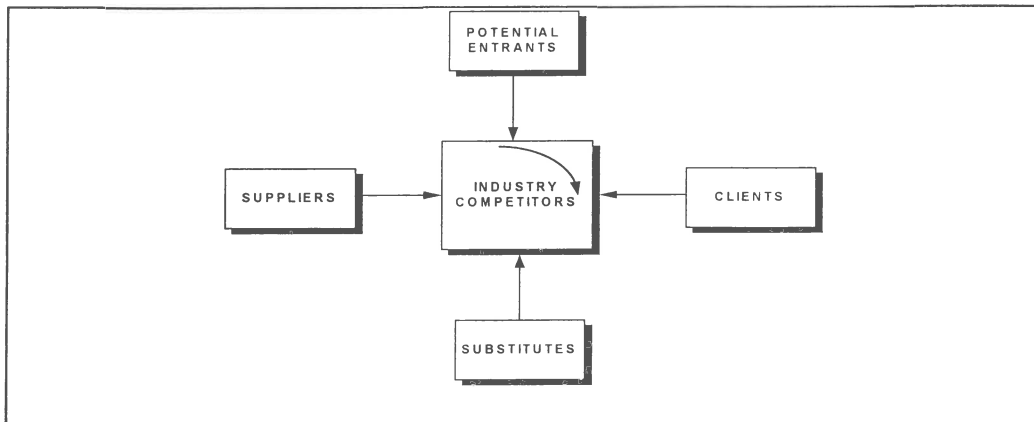 POTENTIAL
ENTRANTS
SUPPLIERS
INDUSTRY
COMPETITORS
CLIENTS
SUBSTITUTES